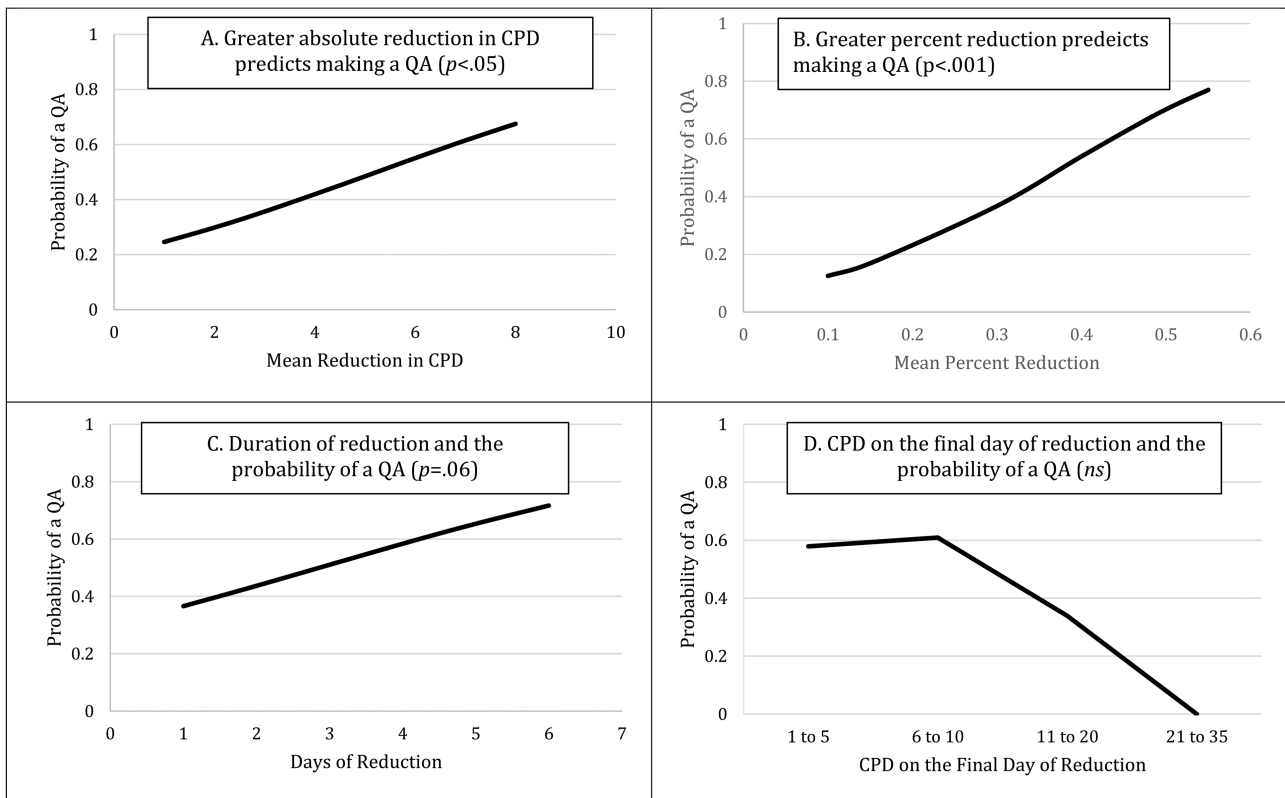 A. Greater absolute reduction in CPD
predicts making a QA (p<.05)
Probability of a QA
1
0.8
0.6
0.4
0.2
0
0 2 4 6 8 10
Mean Reduction in CPD
B. Greater percent reduction predeicts
making a QA (p<.001)
Probability of a QA
1
0.8
0.6
0.4
0.2
0
0 0.1 0.2 0.3 0.4 0.5 0.6
Mean Percent Reduction
C. Duration of reduction and the
probability of a QA (p=.06)
Probability of a QA
1
0.8
0.6
0.4
0.2
0
0 1 2 3 4 5 6 7
Days of Reduction
D. CPD on the final day of reduction and the
probability of a QA (ns)
Probability of a QA
1
0.8
0.6
0.4
0.2
0
1 to 5 6 to 10 11 to 20 21 to 35
CPD on the Final Day of Reduction